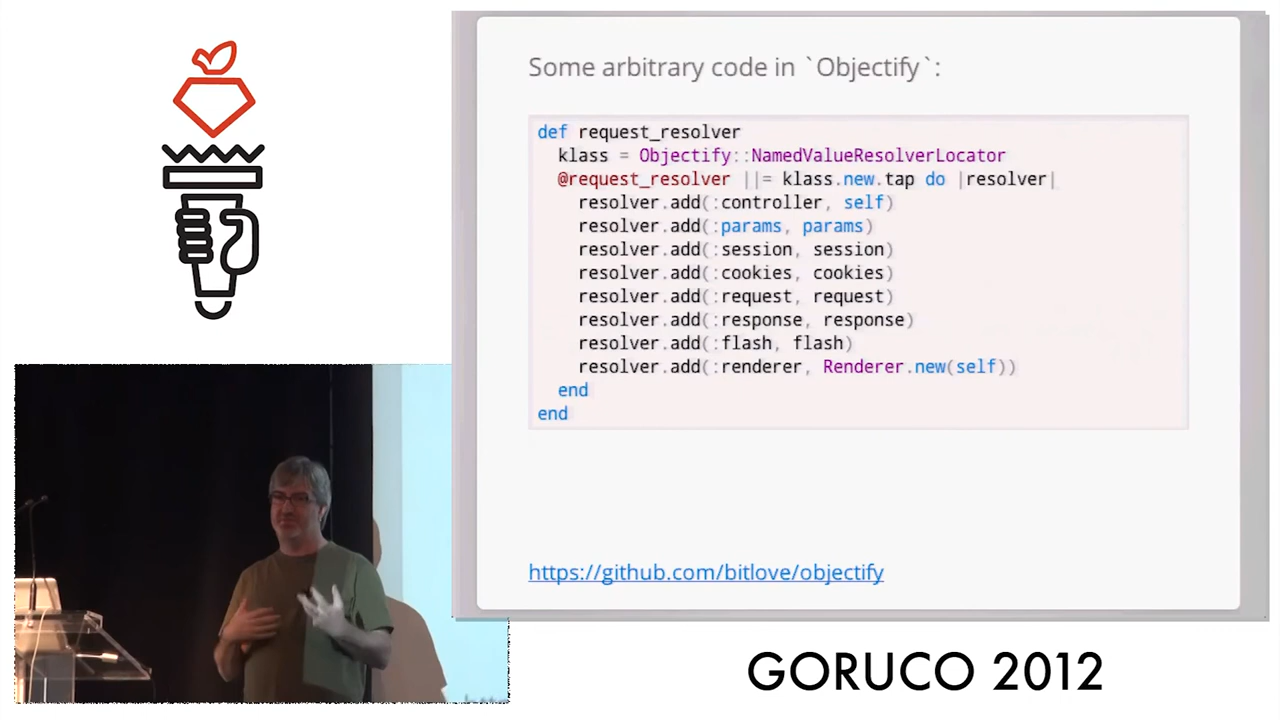 Some arbitrary code in `Objectify`:
def request_resolver
  klass = Objectify::NamedValueResolverLocator
  @request_resolver ||= klass.new.tap do |resolver|
    resolver.add(:controller, self)
    resolver.add(:params, params)
    resolver.add(:session, session)
    resolver.add(:cookies, cookies)
    resolver.add(:request, request)
    resolver.add(:response, response)
    resolver.add(:flash, flash)
    resolver.add(:renderer, Renderer.new(self))
  end
end
https://github.com/bitlove/objectify
GORUCO 2012